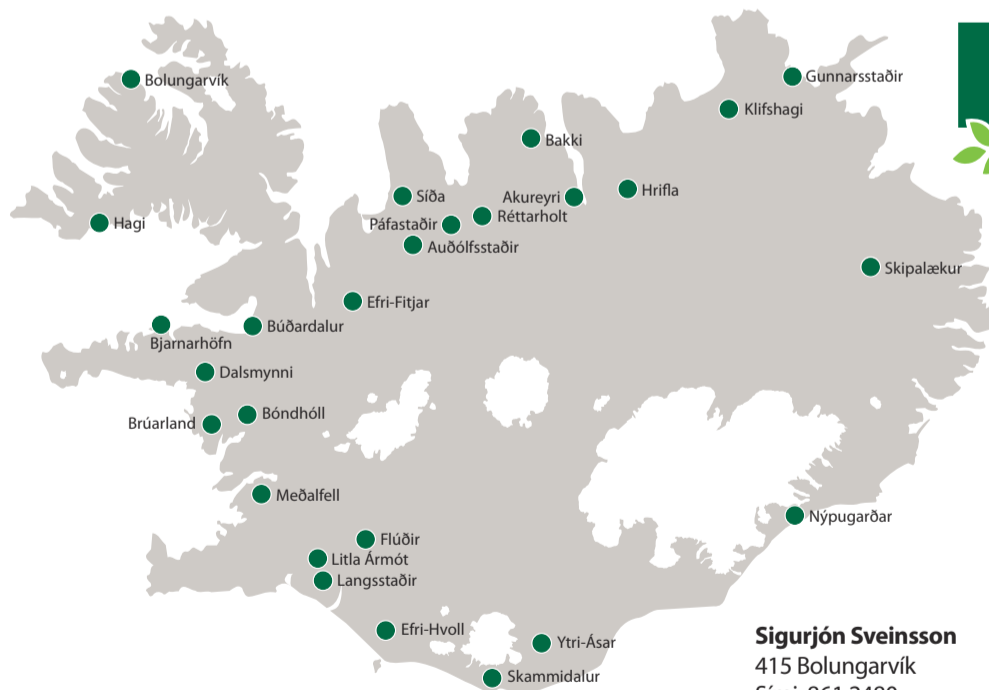 Bolungarvík
Gunnarsstaðir
Klifshagi
Bakki
Síða
Akureyri
Hrifla
Réttarholt
Páfastaðir
Hagi
Auðólfsstaðir
Skipalækur
Efri-Fitjar
Búðardalur
Bjarnarhöfn
Dalsmynni
Bóndhóll
Brúarland
Meðalfell
Nýpugarðar
Flúðir
Litla Ármót
Langsstaðir
Efri-Hvoll
Ytri-Ásar
Skammidalur
Sigurjón Sveinsson
415 Bolungarvík